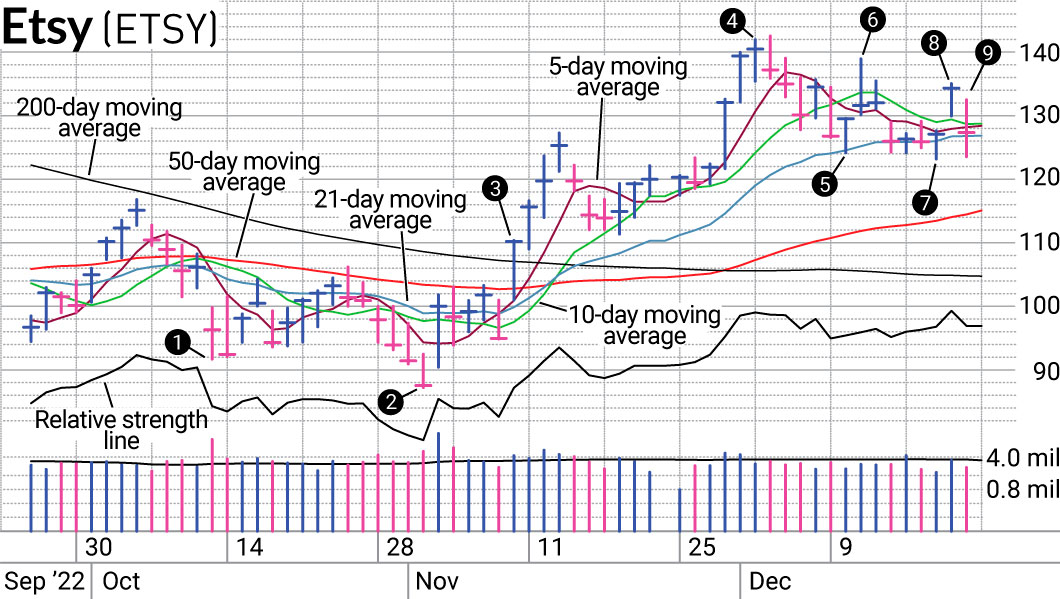 Etsy (ETSY)
4
6
8
9
140
5-day moving
average
200-day moving
average
130
50-day moving
average
120
21-day moving
average
3
5
7
110
10-day moving
average
100
1
2
90
Relative strength
line
4.0 mil
0.8 mil
30
14
28
11
25
9
Sep '22
Oct
Nov
Dec